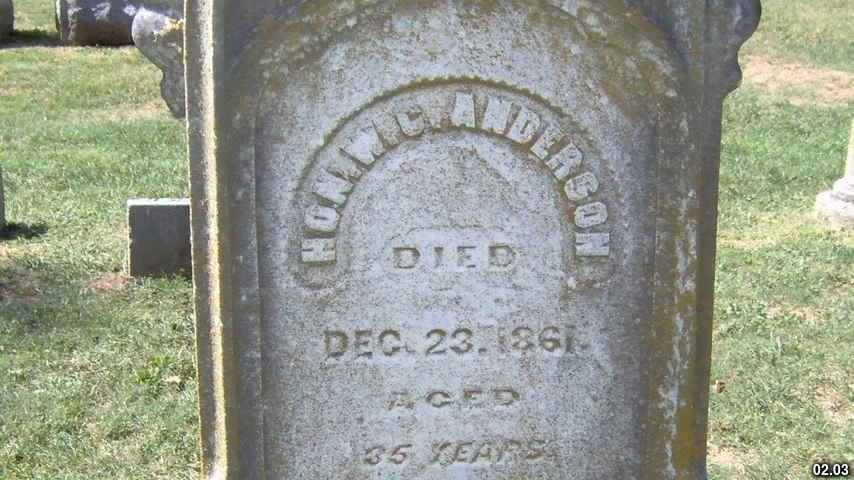 HON. W. C. ANDERSON
DIED
DEC. 23. 1861.
AGED
35 YEARS
02.03